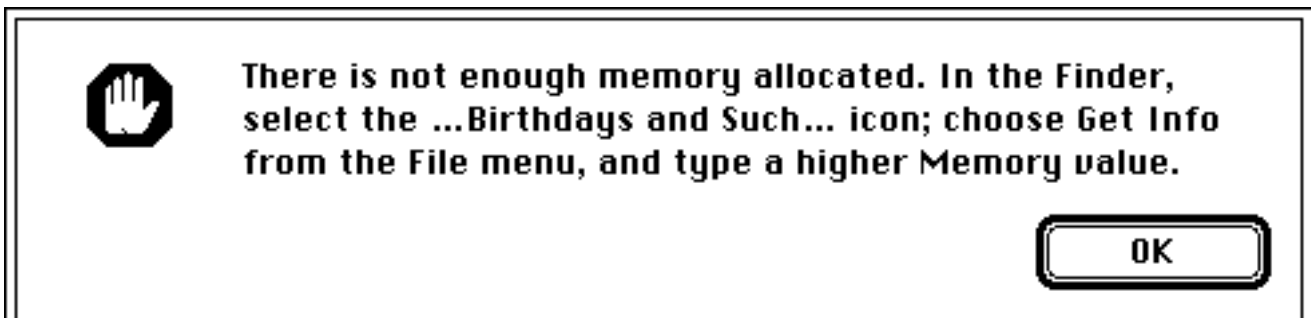 There is not enough memory allocated. In the Finder,
select the ...Birthdays and Such... icon; choose Get Info
from the File menu, and type a higher Memory value.
OK